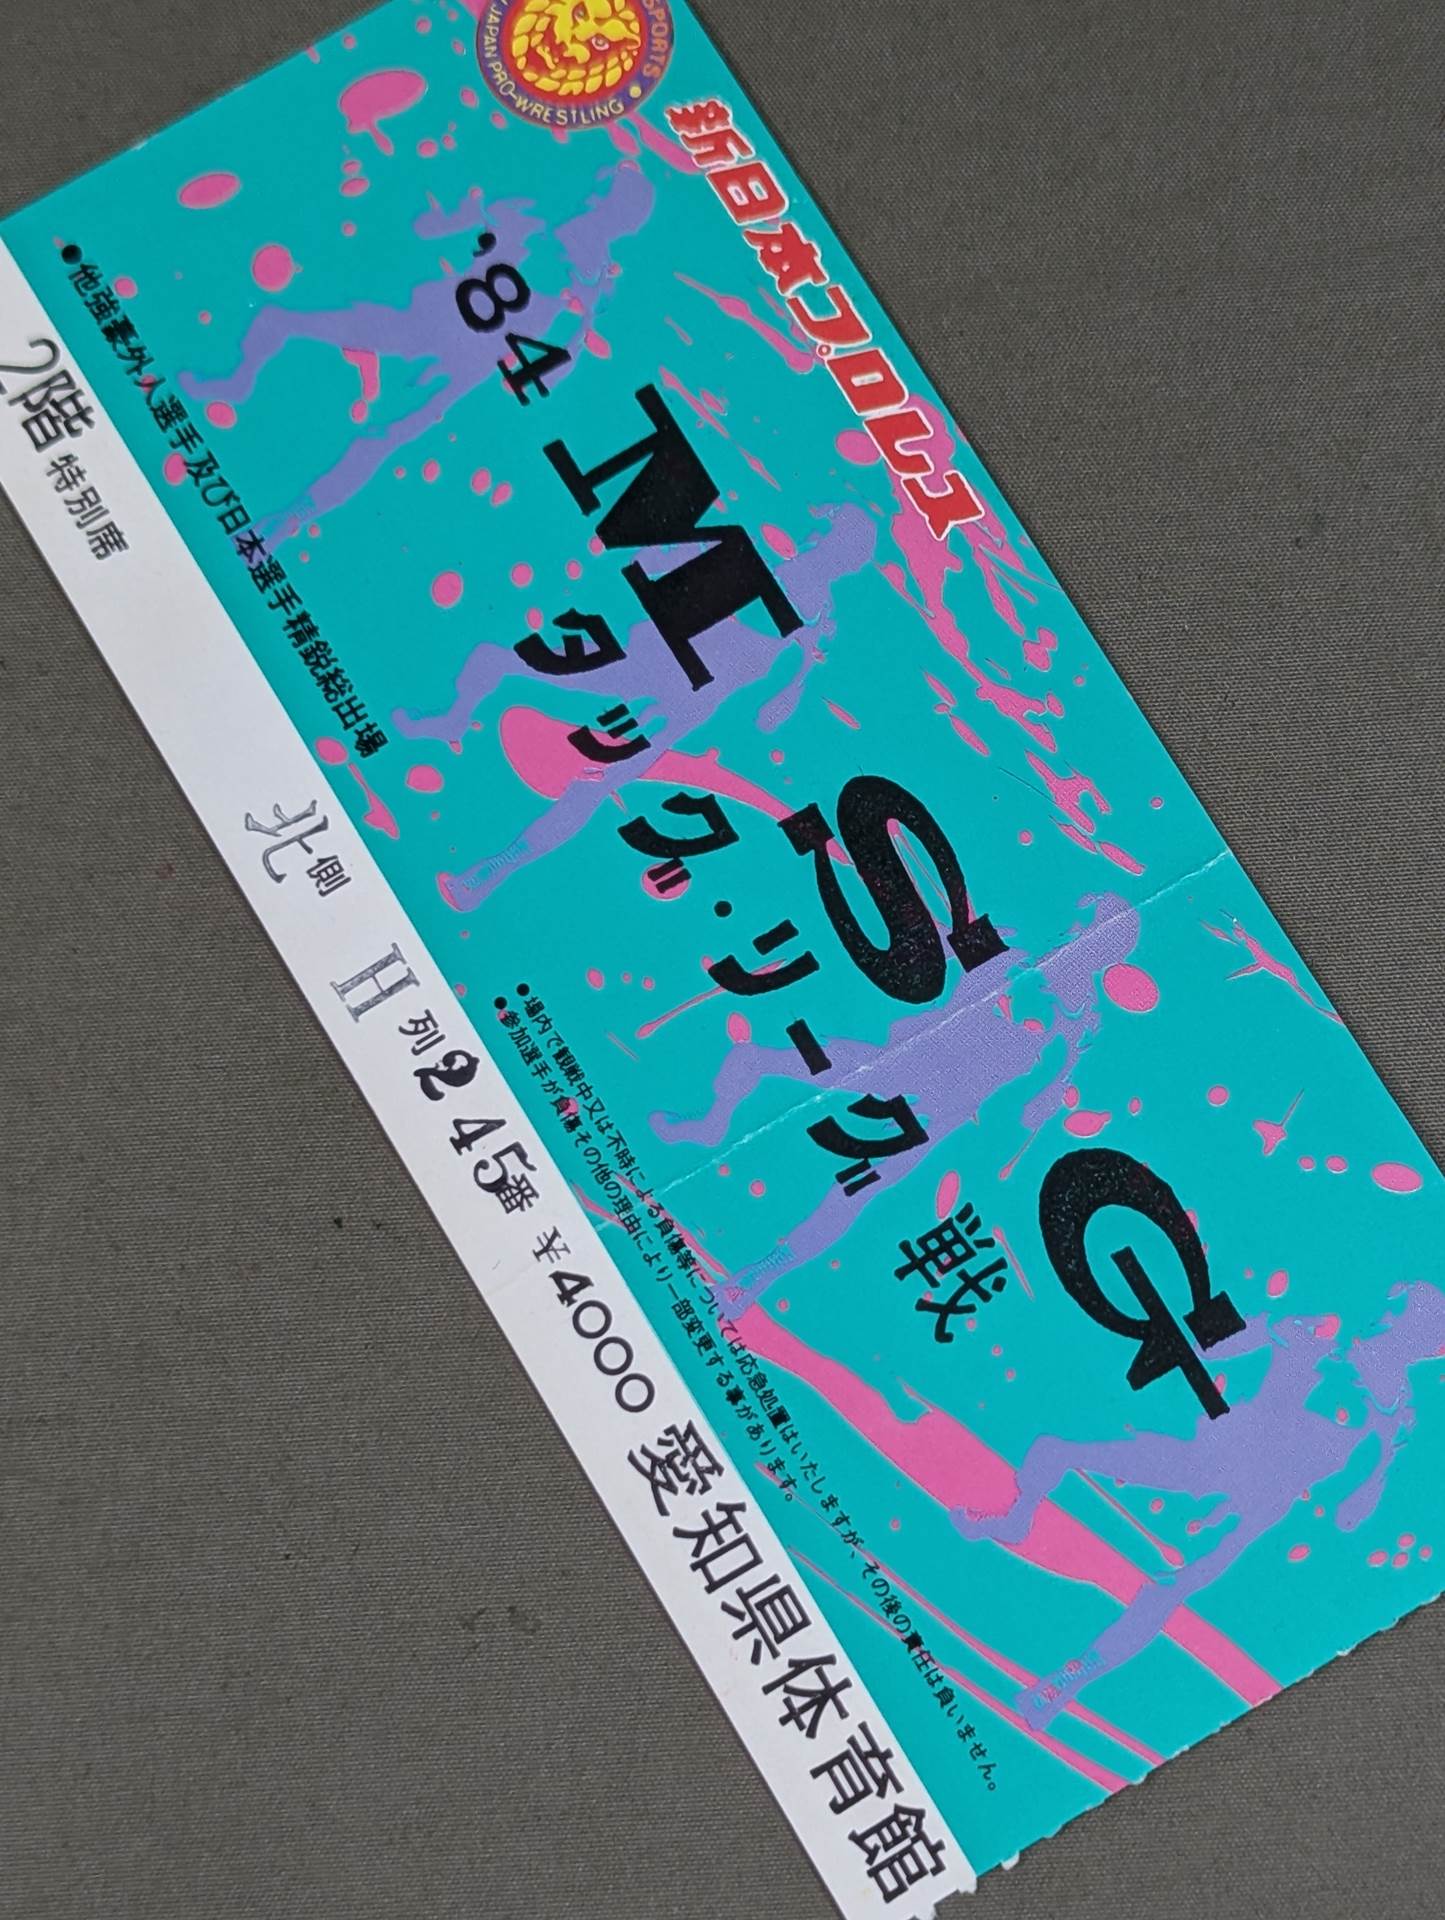 SPORTS
JAPAN PRO-WRESTLING
新日本プロレス
'84 MSG
タッグ・リーグ戦
●他強豪外人選手及び日本選手精鋭総出場
●場内で観戦中又は不時による負傷等については応急処置はいたしますが、その後の責任は負いません。
●参加選手が負傷その他の理由により一部変更する事があります。
2階 特別席 北側 H列245番 ¥4000 愛知県体育館